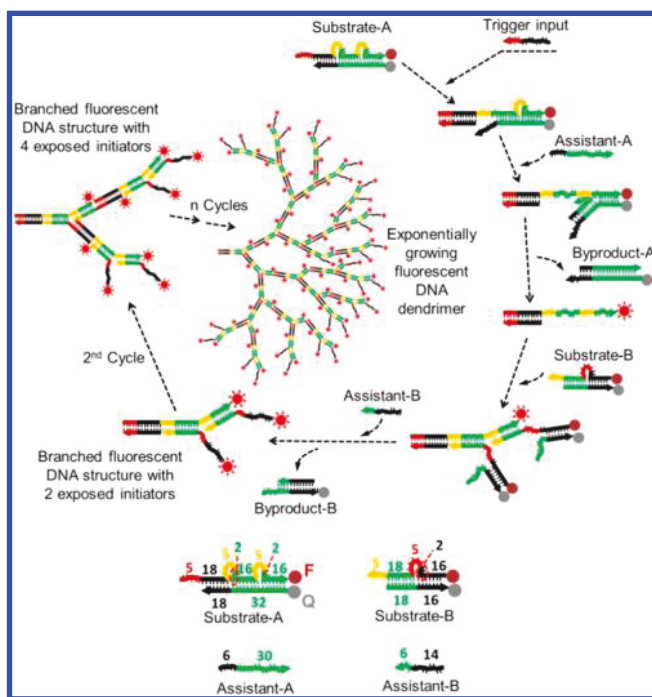 Substrate-A
Trigger input
Branched fluorescent
DNA structure with
4 exposed initiators
Assistant-A
n Cycles
Exponentially
growing
fluorescent
DNA
dendrimer
Byproduct-A
Substrate-B
2nd Cycle
Assistant-B
Branched fluorescent
DNA structure with
2 exposed initiators
Byproduct-B
5 18 5 2 16 5 2 16 F
18 32 Q
Substrate-A
5 18 5 2 16
18 16
Substrate-B
6 30
Assistant-A
6 14
Assistant-B